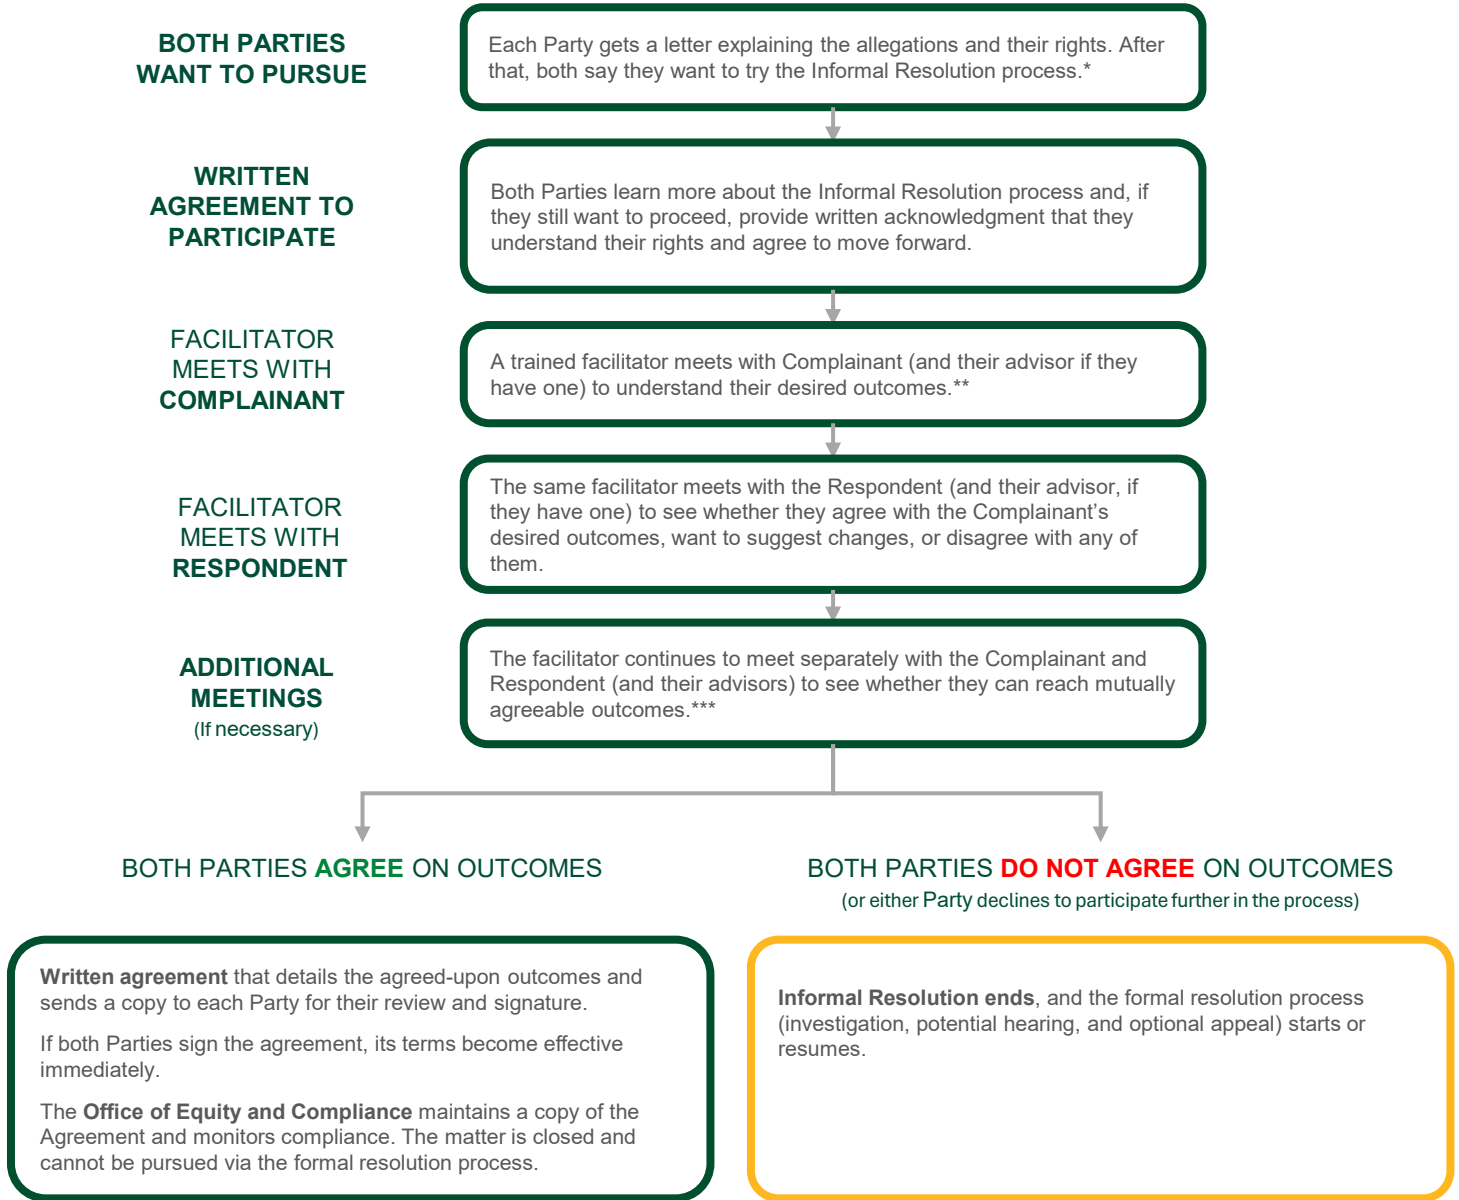 BOTH PARTIES
WANT TO PURSUE
Each Party gets a letter explaining the allegations and their rights. After
that, both say they want to try the Informal Resolution process.*
WRITTEN
AGREEMENT TO
PARTICIPATE
Both Parties learn more about the Informal Resolution process and, if
they still want to proceed, provide written acknowledgment that they
understand their rights and agree to move forward.
FACILITATOR
MEETS WITH
COMPLAINANT
A trained facilitator meets with Complainant (and their advisor if they
have one) to understand their desired outcomes.**
FACILITATOR
MEETS WITH
RESPONDENT
The same facilitator meets with the Respondent (and their advisor, if
they have one) to see whether they agree with the Complainant’s
desired outcomes, want to suggest changes, or disagree with any of
them.
ADDITIONAL
MEETINGS
(If necessary)
The facilitator continues to meet separately with the Complainant and
Respondent (and their advisors) to see whether they can reach mutually
agreeable outcomes.***
BOTH PARTIES AGREE ON OUTCOMES
Written agreement that details the agreed-upon outcomes and
sends a copy to each Party for their review and signature.
If both Parties sign the agreement, its terms become effective
immediately.
The Office of Equity and Compliance maintains a copy of the
Agreement and monitors compliance. The matter is closed and
cannot be pursued via the formal resolution process.
BOTH PARTIES DO NOT AGREE ON OUTCOMES
(or either Party declines to participate further in the process)
Informal Resolution ends, and the formal resolution process
(investigation, potential hearing, and optional appeal) starts or
resumes.